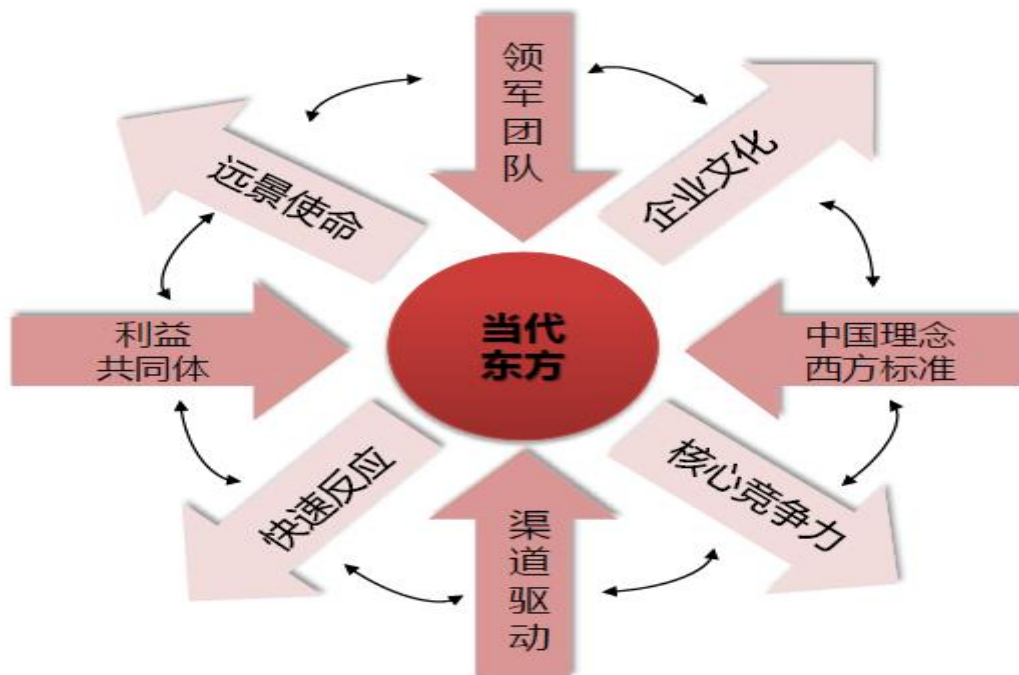 领军团队
企业文化
远景使命
利益
共同体
当代
东方
中国理念
西方标准
快速反应
核心竞争力
渠道驱动